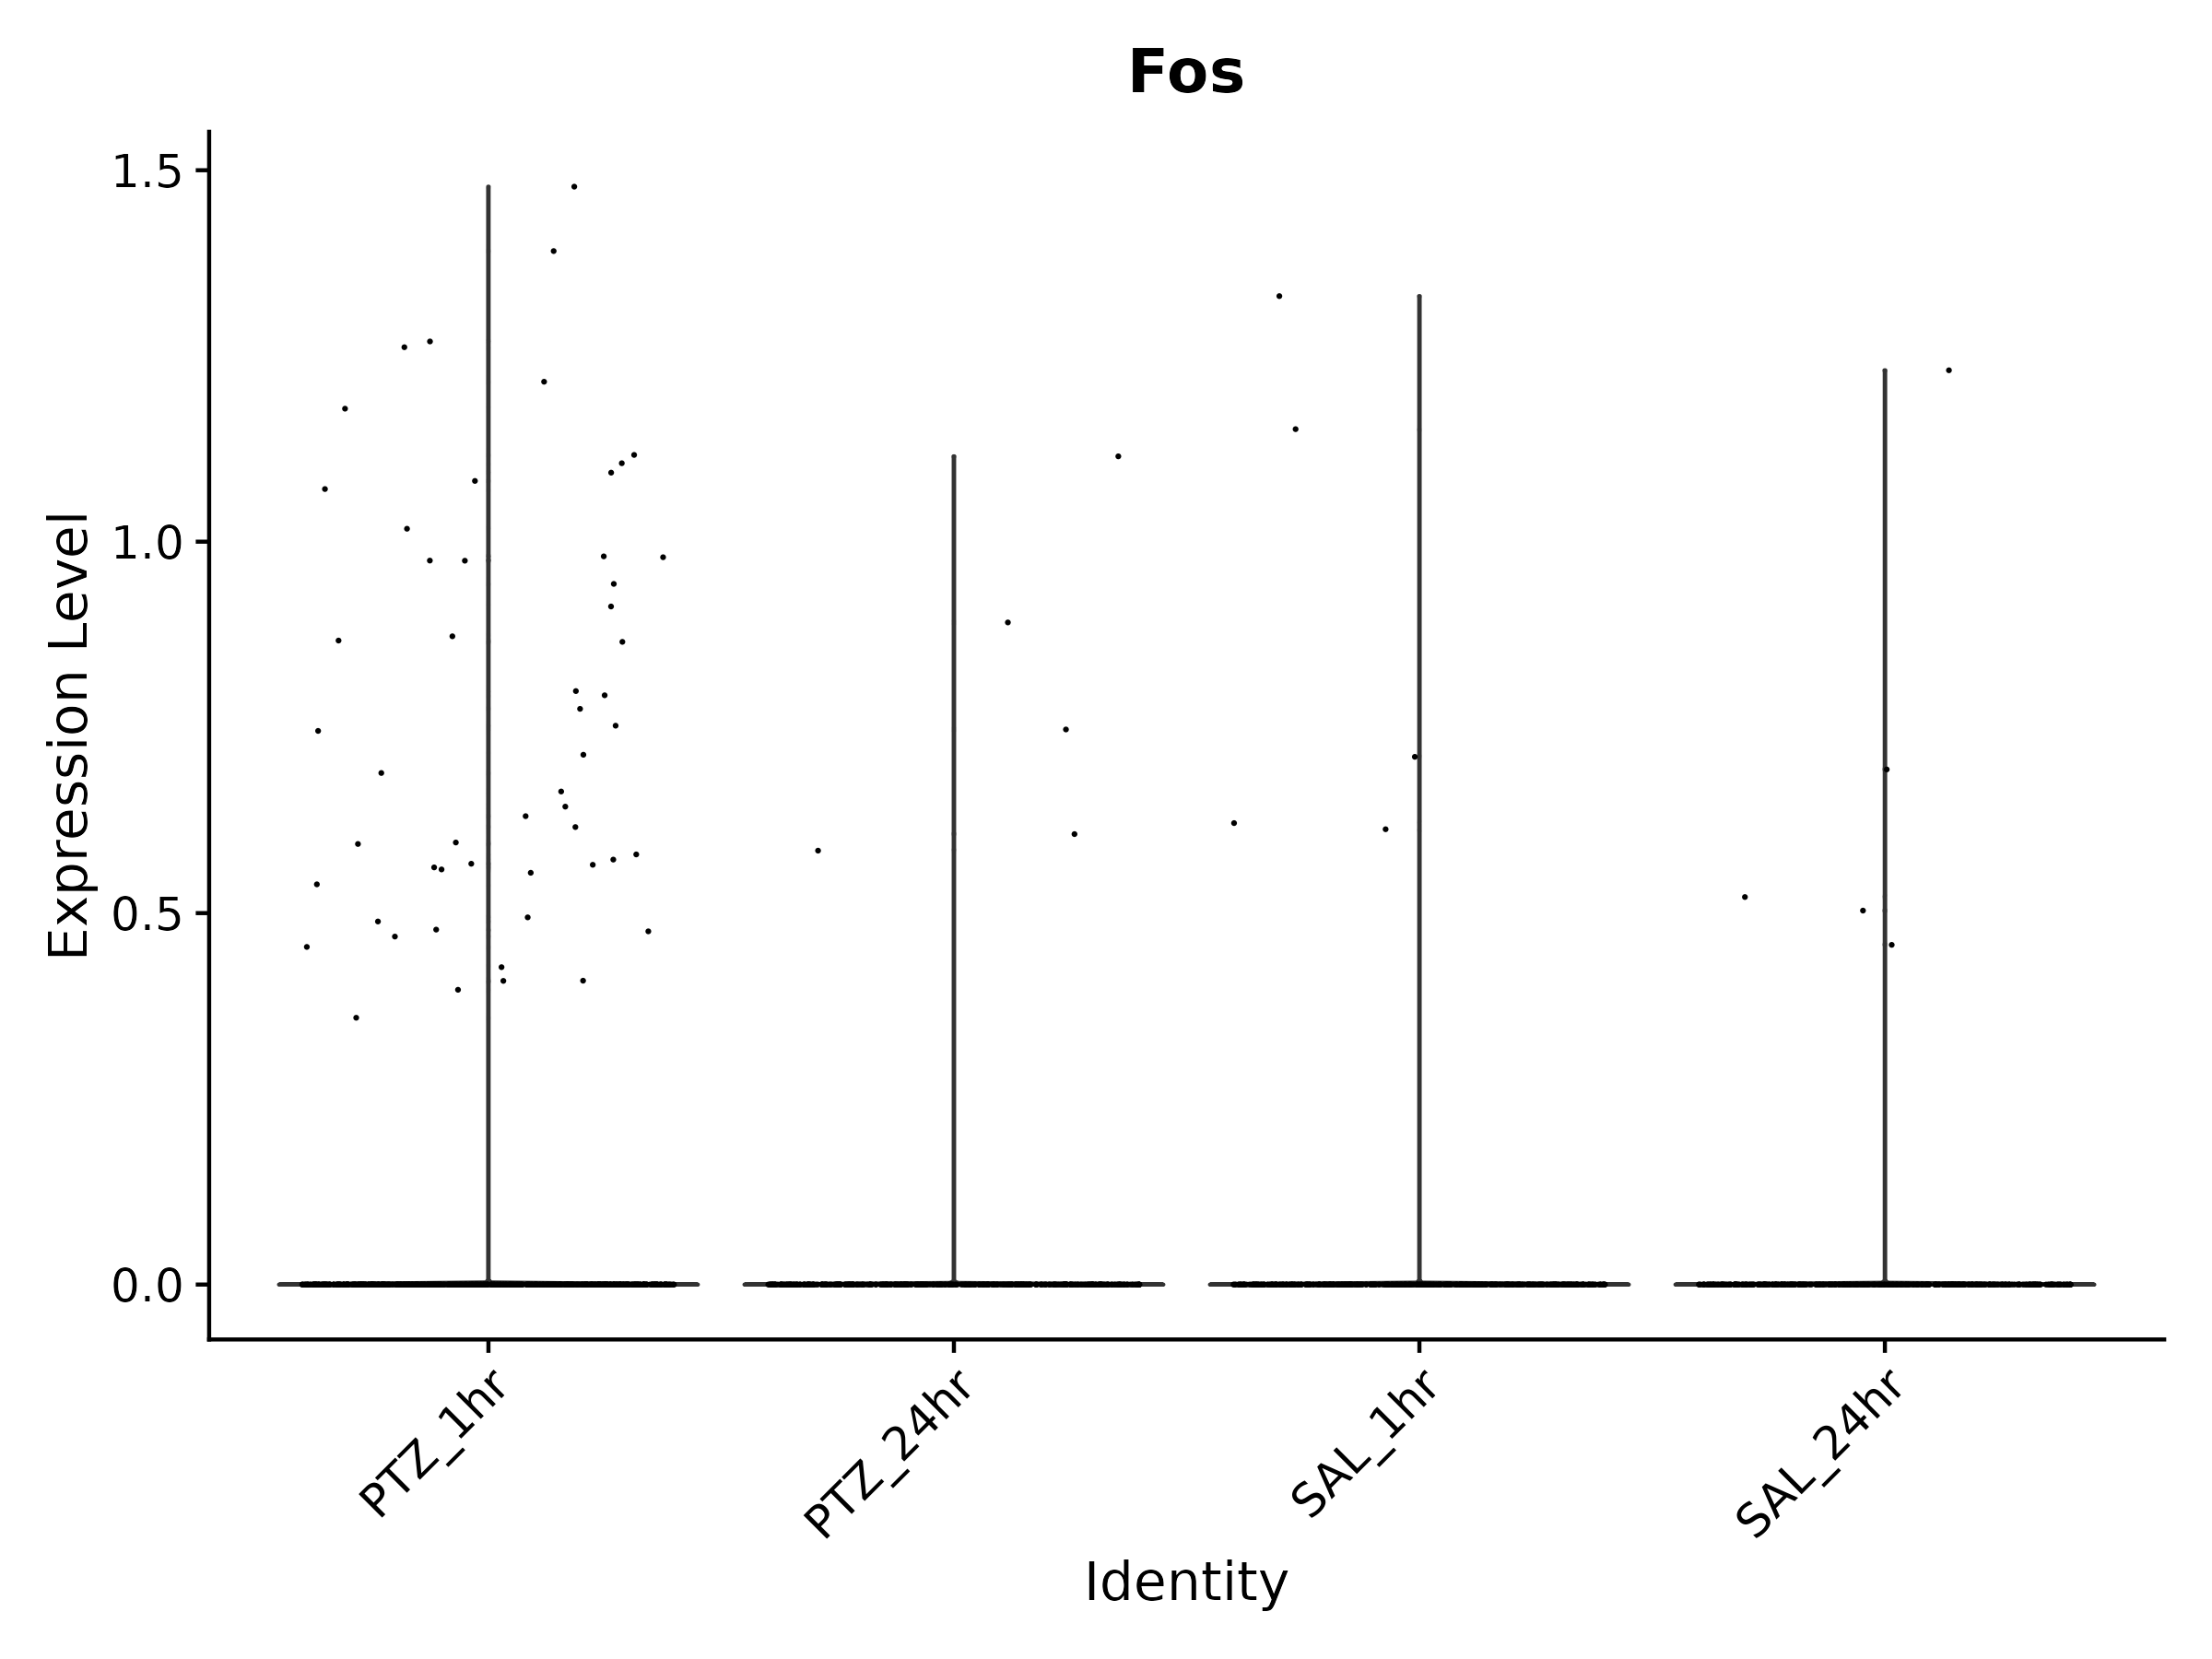 Fos
Expression Level
1.5
1.0
0.5
0.0
PTZ_1hr
PTZ_24hr
SAL_1hr
SAL_24hr
Identity